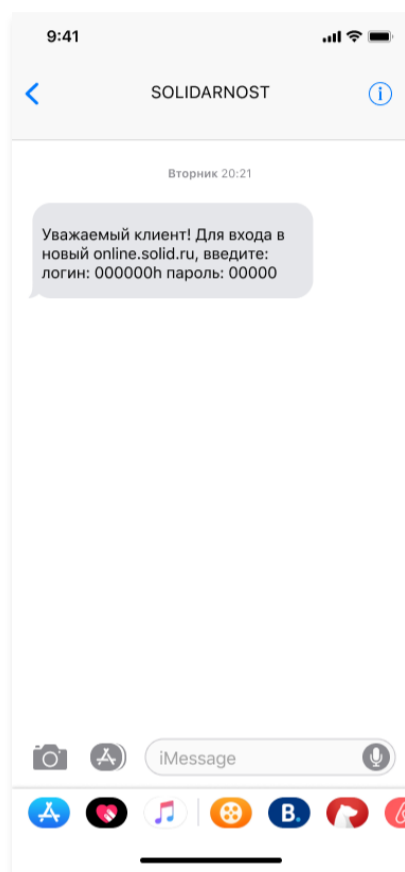 9:41
SOLIDARNOST
Вторник 20:21
Уважаемый клиент! Для входа в
новый online.solid.ru, введите:
логин: 000000h пароль: 00000
iMessage
B.